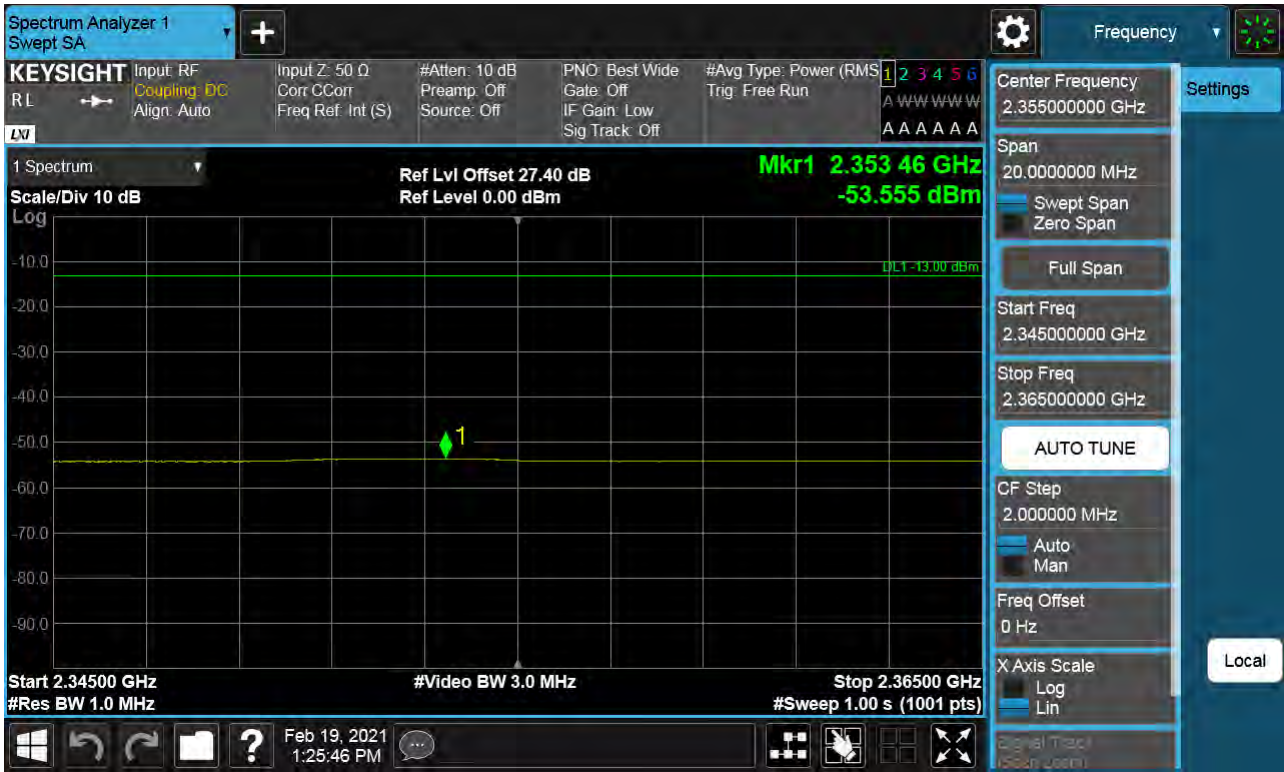 Spectrum Analyzer 1
Swept SA
+
Frequency
KEYSIGHT
RL
LXI
Input: RF
Coupling: DC
Align: Auto
Input Z: 50 Ω
Corr CCorr
Freq Ref: Int (S)
#Atten: 10 dB
Preamp: Off
Source: Off
PNO: Best Wide
Gate: Off
IF Gain: Low
Sig Track: Off
#Avg Type: Power (RMS
Trig: Free Run
1 2 3 4 5 6
A W W W W W
A A A A A A
1 Spectrum
Scale/Div 10 dB
Log
Ref Lvl Offset 27.40 dB
Ref Level 0.00 dBm
Mkr1 2.353 46 GHz
-53.555 dBm
-10.0
DL1 -13.00 dBm
-20.0
-30.0
-40.0
1
-50.0
-60.0
-70.0
-80.0
-90.0
Start 2.34500 GHz
#Video BW 3.0 MHz
Stop 2.36500 GHz
#Res BW 1.0 MHz
#Sweep 1.00 s (1001 pts)
Center Frequency
2.355000000 GHz
Settings
Span
20.0000000 MHz
Swept Span
Zero Span
Full Span
Start Freq
2.345000000 GHz
Stop Freq
2.365000000 GHz
AUTO TUNE
CF Step
2.000000 MHz
Auto
Man
Freq Offset
0 Hz
X Axis Scale
Log
Lin
Local
Signal Track
(Span Zoom)
?
Feb 19, 2021
1:25:46 PM